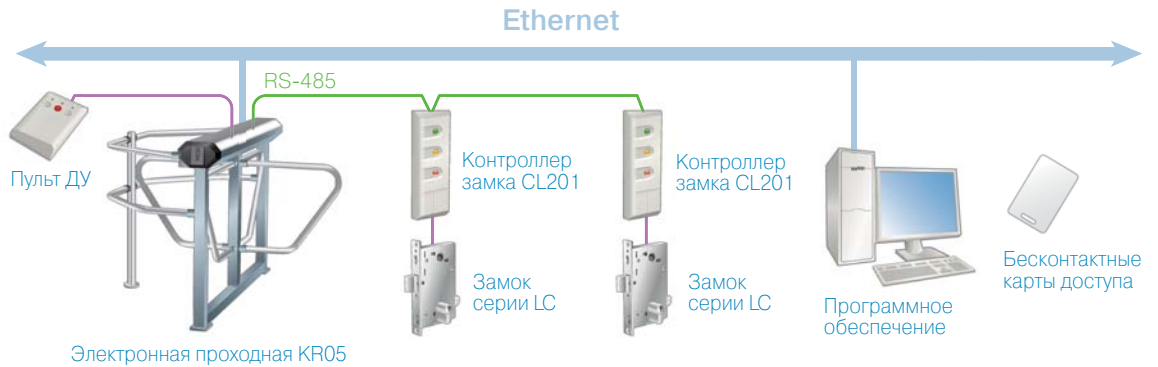 Ethernet
RS-485
Пульт ДУ
Контроллер
замка CL201
Контроллер
замка CL201
Замок
серии LC
Замок
серии LC
Программное
обеспечение
Бесконтактные
карты доступа
Электронная проходная KR05